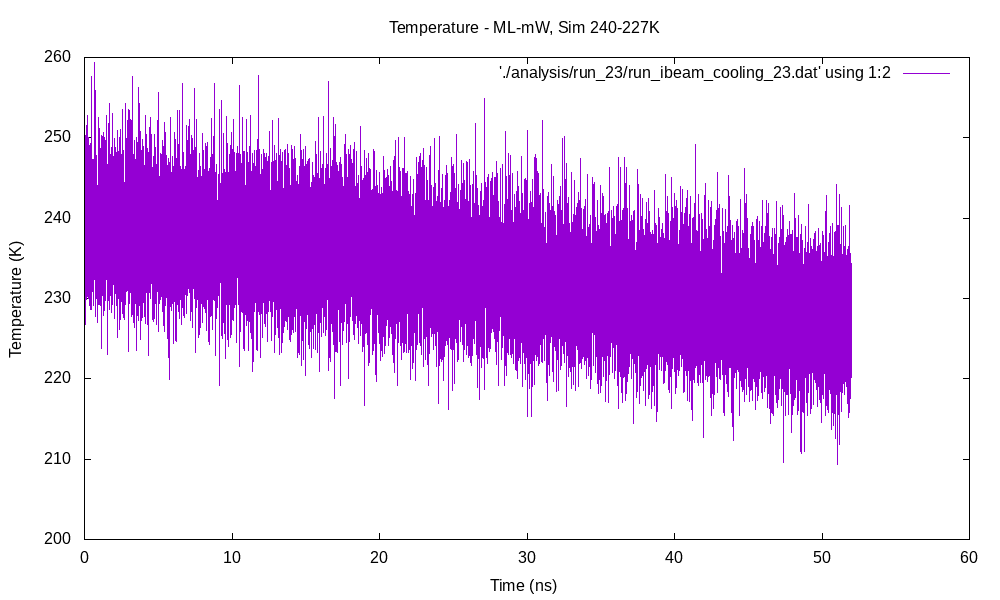 Temperature - ML-mW, Sim 240-227K
'./analysis/run_23/run_ibeam_cooling_23.dat' using 1:2
260
250
240
230
220
210
200
Temperature (K)
0 10 20 30 40 50 60
Time (ns)